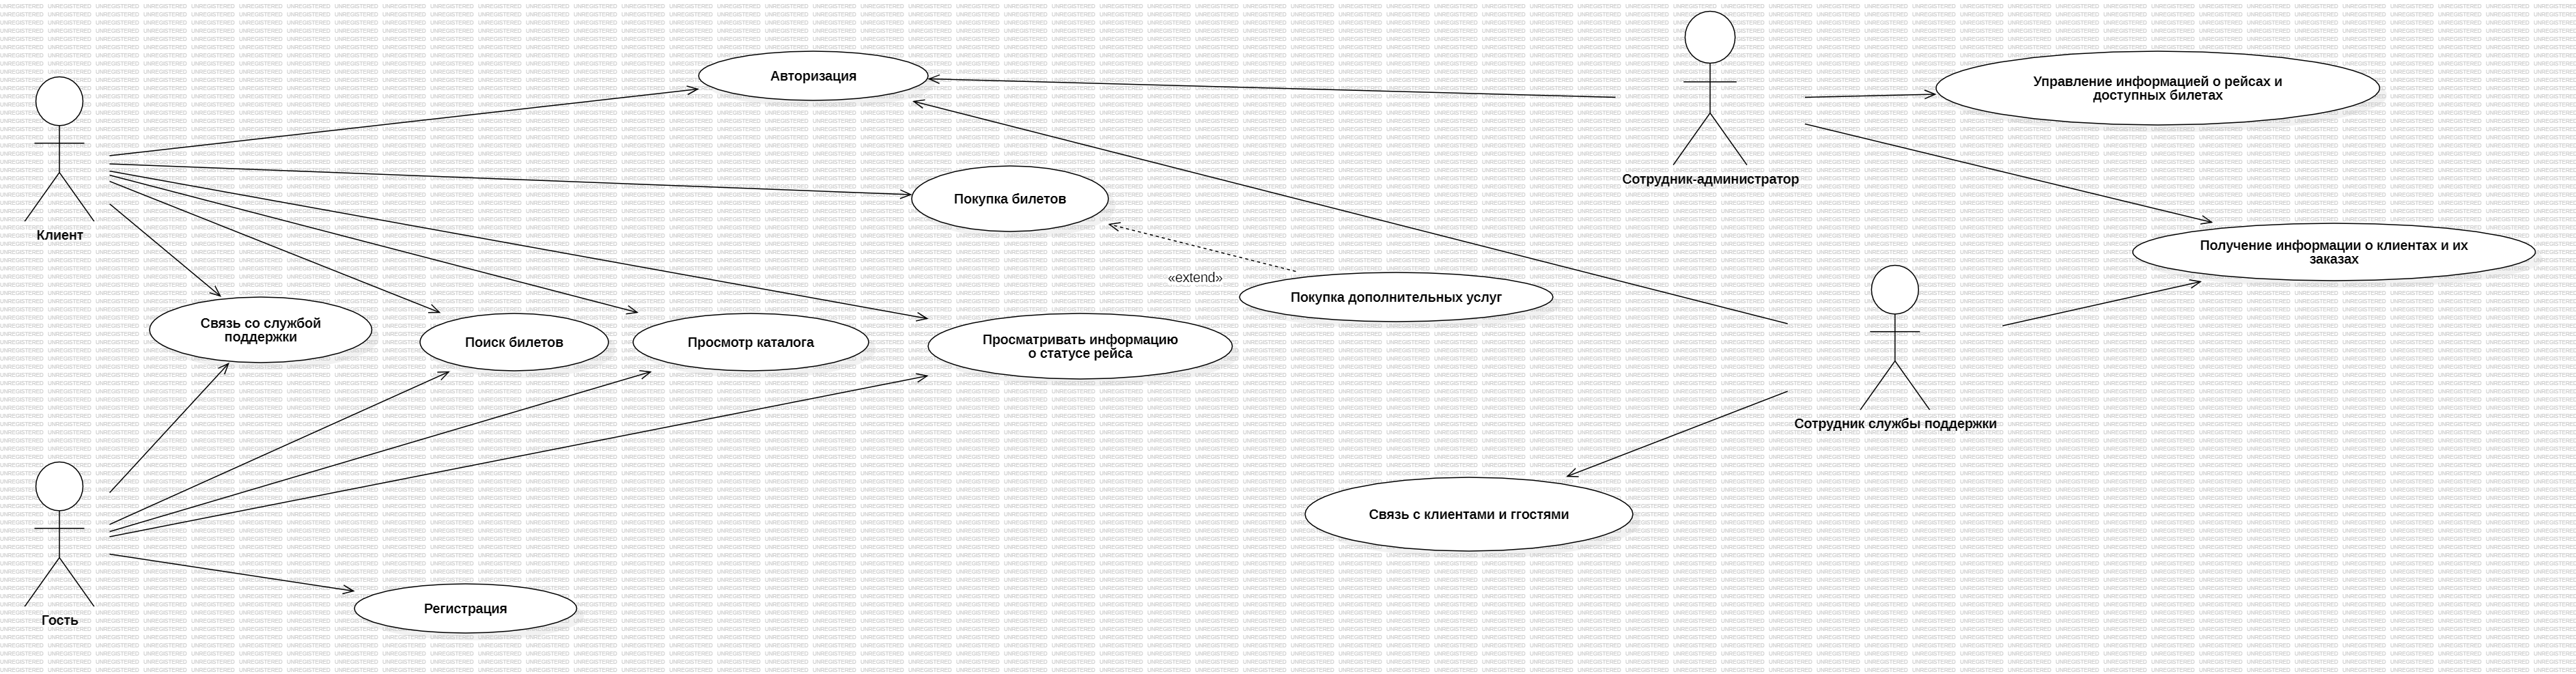 Авторизация
Управление информацией о рейсах и
доступных билетах
Сотрудник-администратор
Покупка билетов
Клиент
Получение информации о клиентах и их
заказах
«extend»
Покупка дополнительных услуг
Связь со службой
поддержки
Поиск билетов
Просмотр каталога
Просматривать информацию
о статусе рейса
Сотрудник службы поддержки
Связь с клиентами и ггостями
Регистрация
Гость
UNREGISTERED